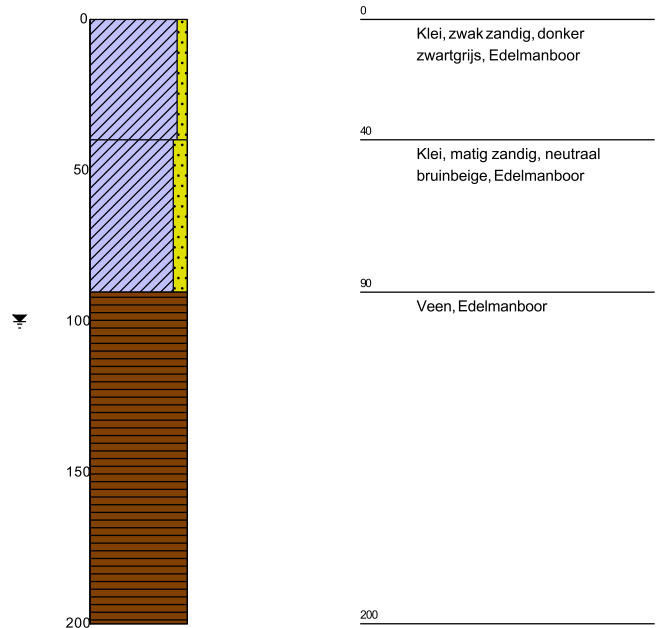 0
50
100
150
200
0
Klei, zwak zandig, donker
zwartgrijs, Edelmanboor
40
Klei, matig zandig, neutraal
bruinbeige, Edelmanboor
90
Veen, Edelmanboor
200